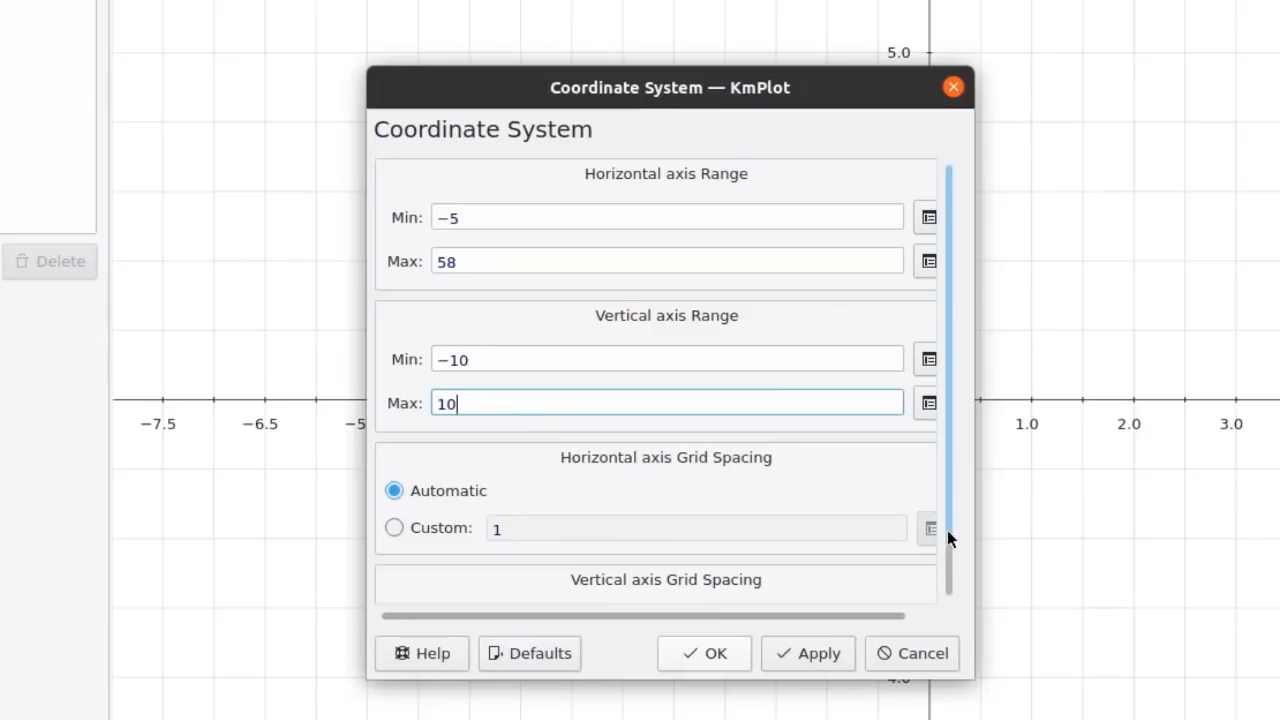 5.0
Coordinate System — KmPlot
Coordinate System
Horizontal axis Range
Min: −5
Max: 58
Vertical axis Range
Min: −10
Max: 10
Delete
−7.5 −6.5 −5 1.0 2.0 3.0
Horizontal axis Grid Spacing
Automatic
Custom: 1
Vertical axis Grid Spacing
Help Defaults OK Apply Cancel